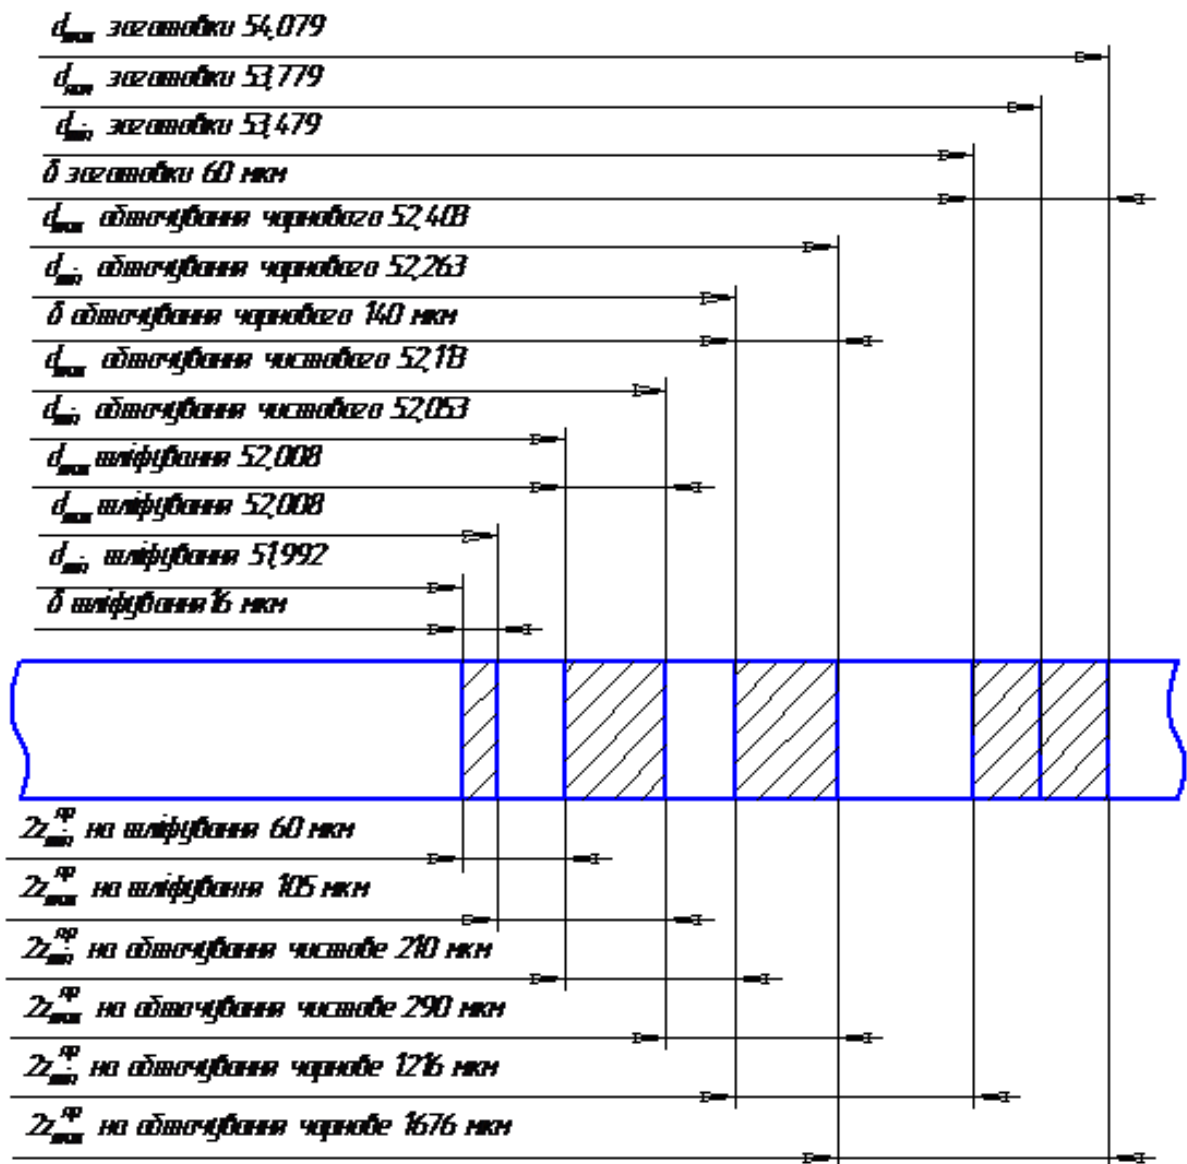 dmax заготовки 54,079
dном заготовки 53,779
dmin заготовки 53,479
δ заготовки 60 мкм
dmax обточування чорнового 52,403
dmin обточування чорнового 52,263
δ обточування чорнового 140 мкм
dmax обточування чистового 52,113
dmin обточування чистового 52,053
dmax шліфування 52,008
dmax шліфування 52,008
dmin шліфування 51,992
δ шліфування 16 мкм
2zmin^пр на шліфування 60 мкм
2zmax^пр на шліфування 105 мкм
2zmin^пр на обточування чистове 210 мкм
2zmax^пр на обточування чистове 290 мкм
2zmin^пр на обточування чорнове 1216 мкм
2zmax^пр на обточування чорнове 1676 мкм